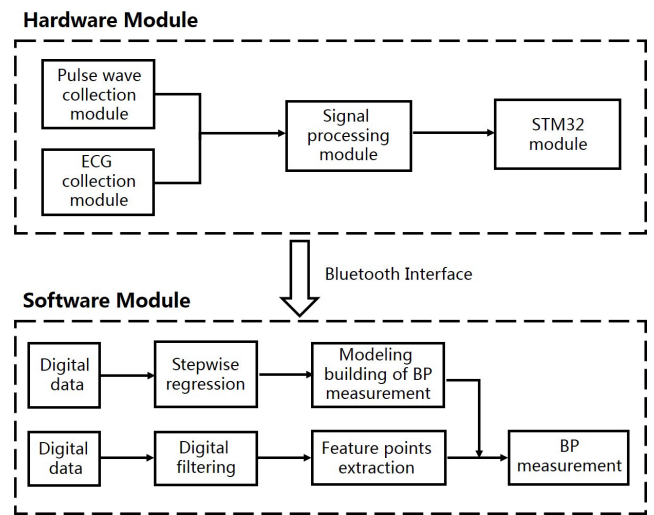 Hardware Module
Pulse wave
collection
module
ECG
collection
module
Signal
processing
module
STM32
module
Bluetooth Interface
Software Module
Digital
data
Stepwise
regression
Modeling
building of BP
measurement
Digital
data
Digital
filtering
Feature points
extraction
BP
measurement